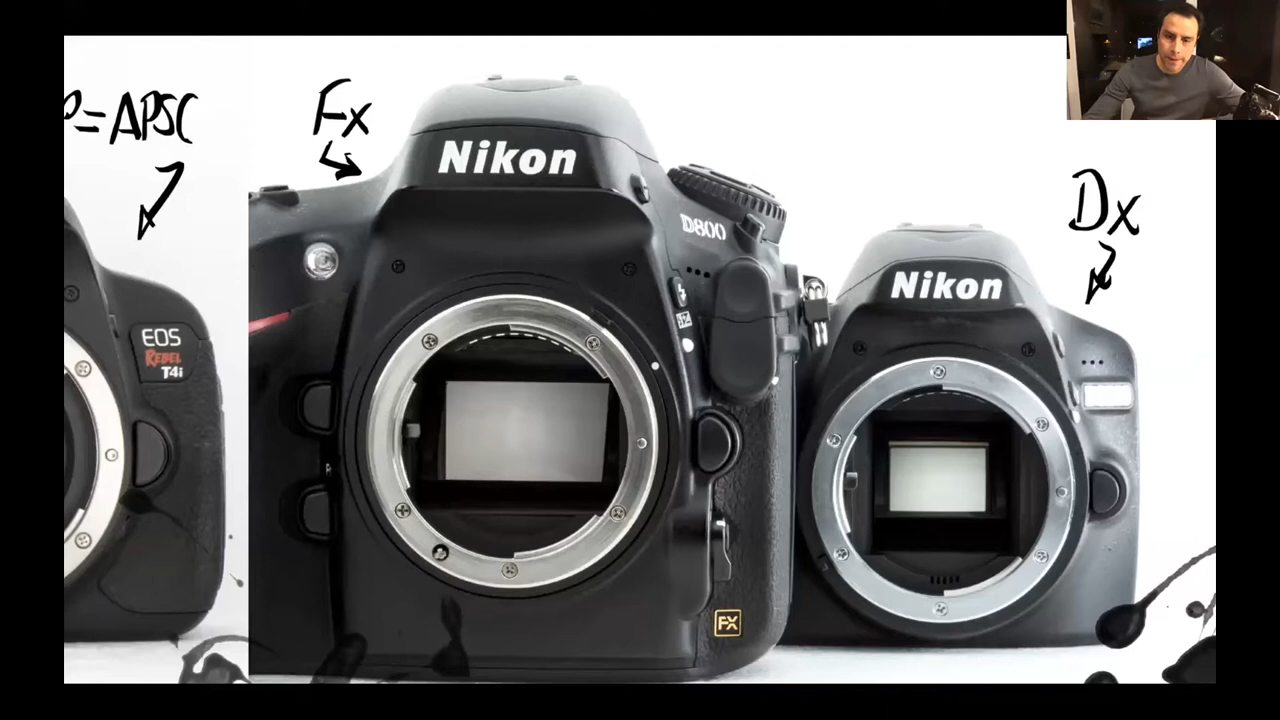 =APSC
Fx
Nikon
D800
Dx
Nikon
EOS
REBEL
T4i
FX